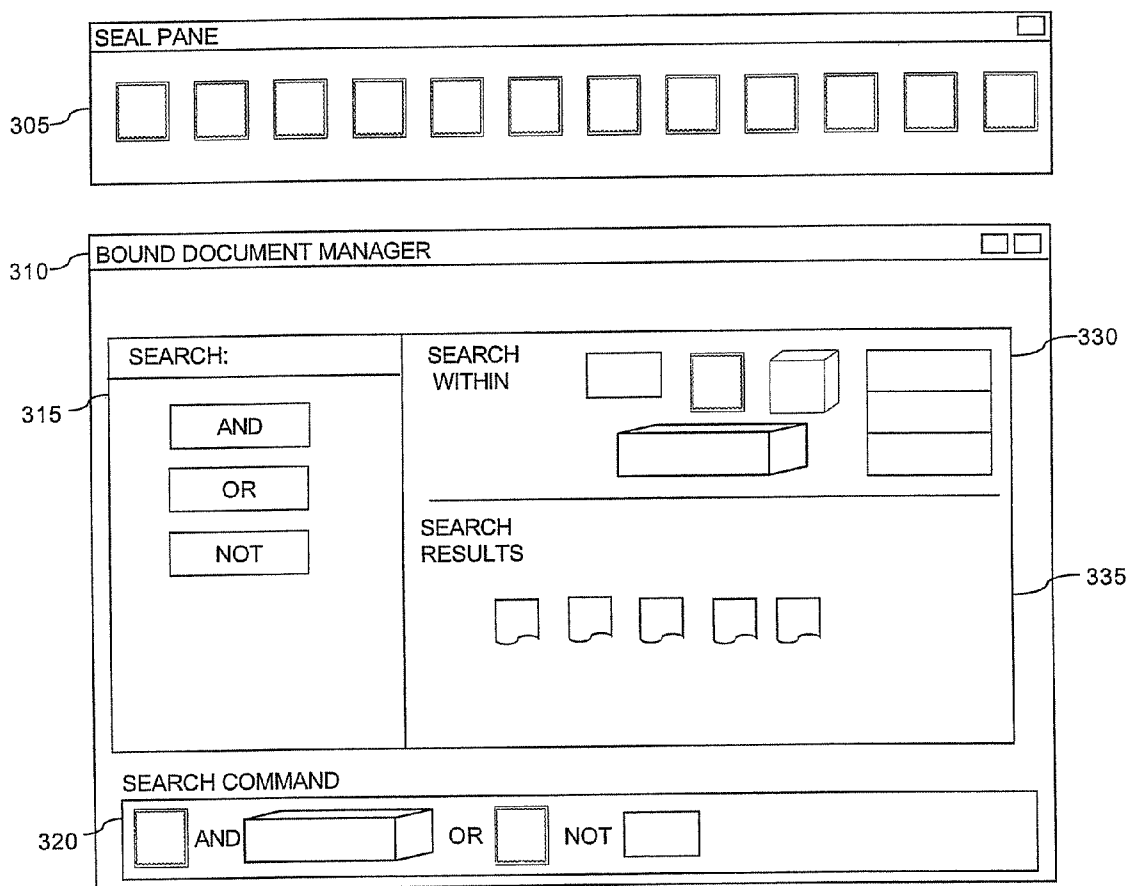 SEAL PANE
305
BOUND DOCUMENT MANAGER
310
SEARCH:
315
AND
OR
NOT
SEARCH
WITHIN
330
SEARCH
RESULTS
335
SEARCH COMMAND
320
AND OR NOT